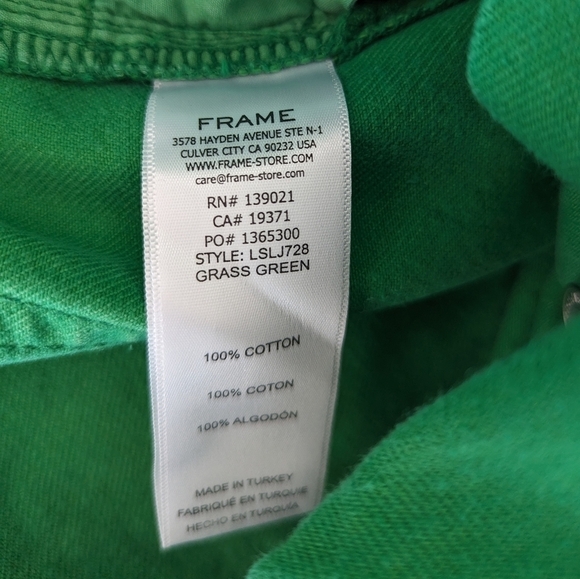 FRAME
3578 HAYDEN AVENUE STE N-1
CULVER CITY CA 90232 USA
WWW.FRAME-STORE.COM
care@frame-store.com
RN# 139021
CA# 19371
PO# 1365300
STYLE: LSLJ728
GRASS GREEN
100% COTTON
100% COTON
100% ALGODÓN
MADE IN TURKEY
FABRIQUÉ EN TURQUIE
HECHO EN TURQUÍA